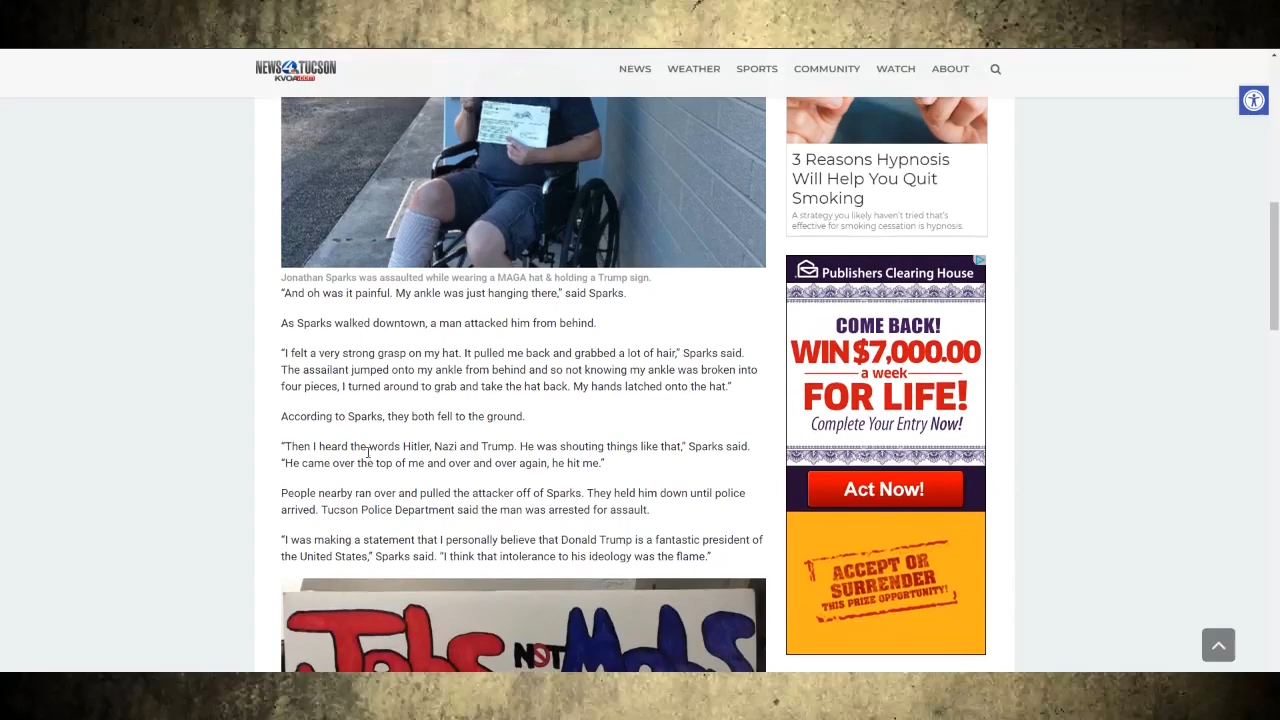 NEWS 4 TUCSON
KVOA.COM
NEWS WEATHER SPORTS COMMUNITY WATCH ABOUT
Jonathan Sparks was assaulted while wearing a MAGA hat & holding a Trump sign.
“And oh was it painful. My ankle was just hanging there,” said Sparks.
As Sparks walked downtown, a man attacked him from behind.
“I felt a very strong grasp on my hat. It pulled me back and grabbed a lot of hair,” Sparks said.
The assailant jumped onto my ankle from behind and so not knowing my ankle was broken into
four pieces, I turned around to grab and take the hat back. My hands latched onto the hat.”
According to Sparks, they both fell to the ground.
“Then I heard the words Hitler, Nazi and Trump. He was shouting things like that,” Sparks said.
“He came over the top of me and over and over again, he hit me.”
People nearby ran over and pulled the attacker off of Sparks. They held him down until police
arrived. Tucson Police Department said the man was arrested for assault.
“I was making a statement that I personally believe that Donald Trump is a fantastic president of
the United States,” Sparks said. “I think that intolerance to his ideology was the flame.”
Jobs NOT Mobs
3 Reasons Hypnosis
Will Help You Quit
Smoking
A strategy you likely haven’t tried that’s
effective for smoking cessation is hypnosis.
Publishers Clearing House
COME BACK!
WIN $7,000.00
a week
FOR LIFE!
Complete Your Entry Now!
Act Now!
ACCEPT OR
SURRENDER
THIS PRIZE OPPORTUNITY!